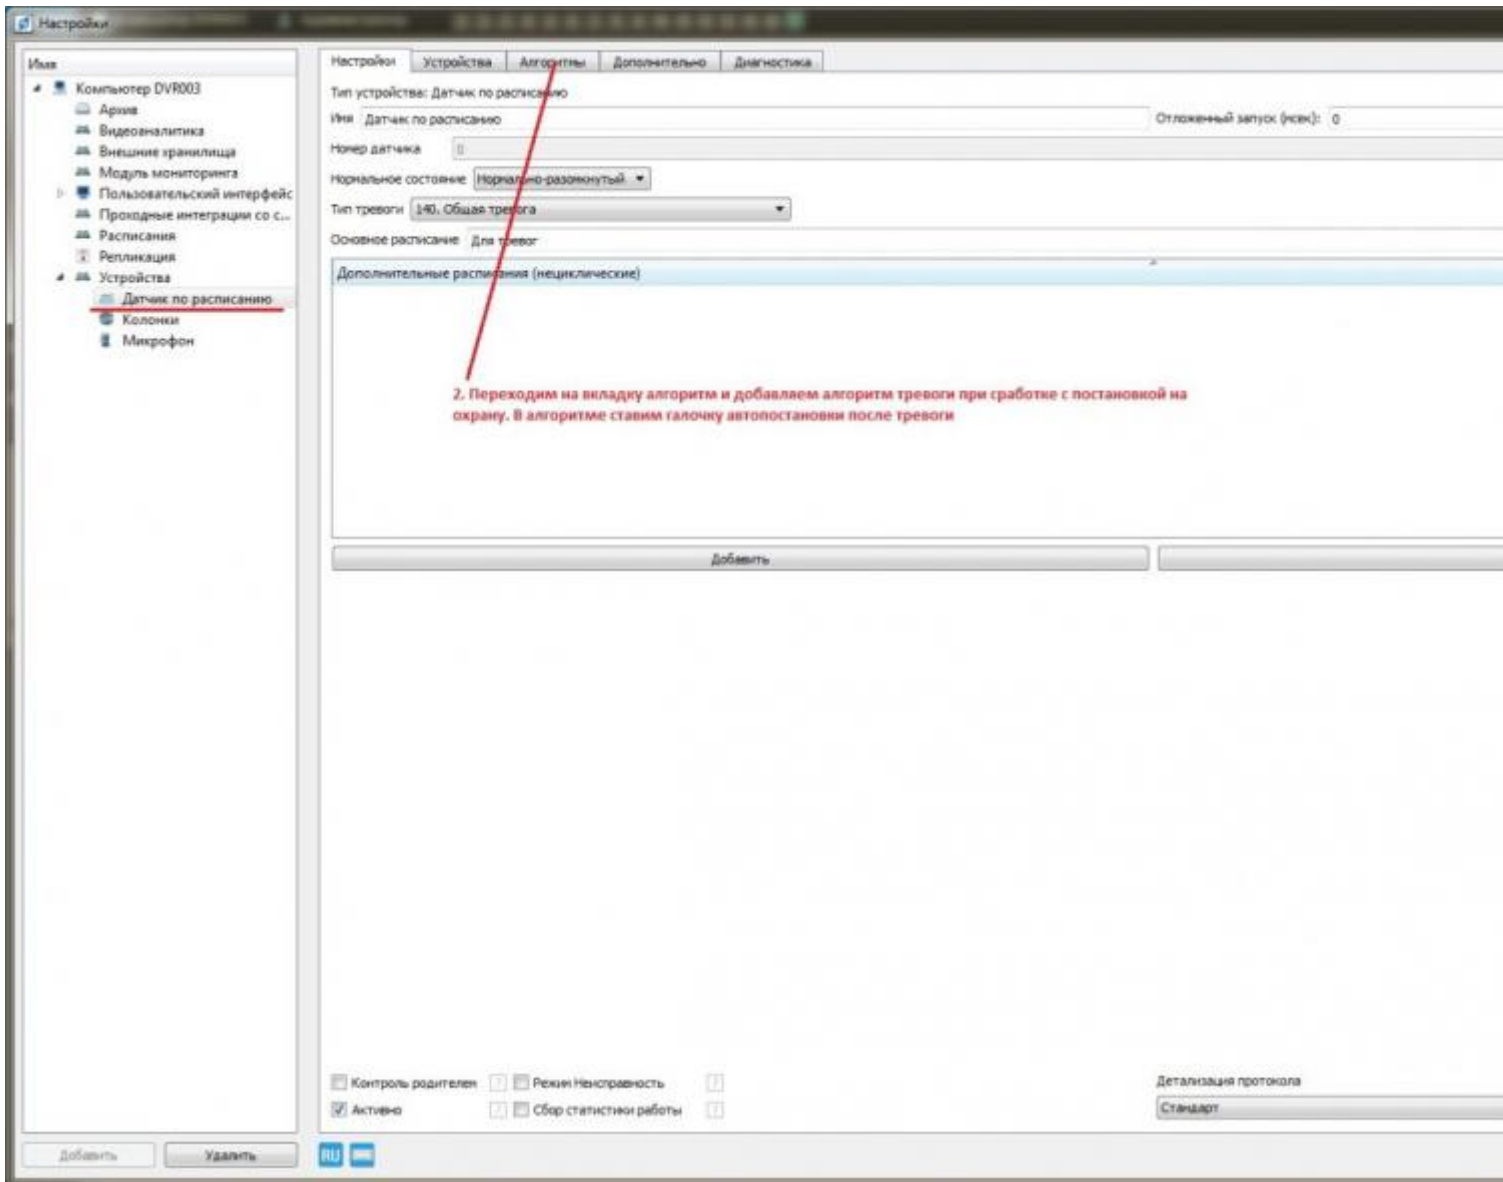 Настройки
Имя
Компьютер DVR003
Архив
Видеоаналитика
Внешние хранилища
Модуль мониторинга
Пользовательский интерфейс
Проходные интеграции со с...
Расписания
Репликация
Устройства
Датчик по расписанию
Колонки
Микрофон
Добавить Удалить
Настройки Устройства Алгоритмы Дополнительно Диагностика
Тип устройства: Датчик по расписанию
Имя Датчик по расписанию Отложенный запуск (мсек): 0
Номер датчика 0
Нормальное состояние Нормально-разомкнутый
Тип тревоги 140. Общая тревога
Основное расписание Для тревог
Дополнительные расписания (нециклические)
2. Переходим на вкладку алгоритм и добавляем алгоритм тревоги при сработке с постановкой на
охрану. В алгоритме ставим галочку автопостановки после тревоги
Добавить
Контроль родителем ? Режим Неисправность ? Детализация протокола
Активно ? Сбор статистики работы ? Стандарт
RU